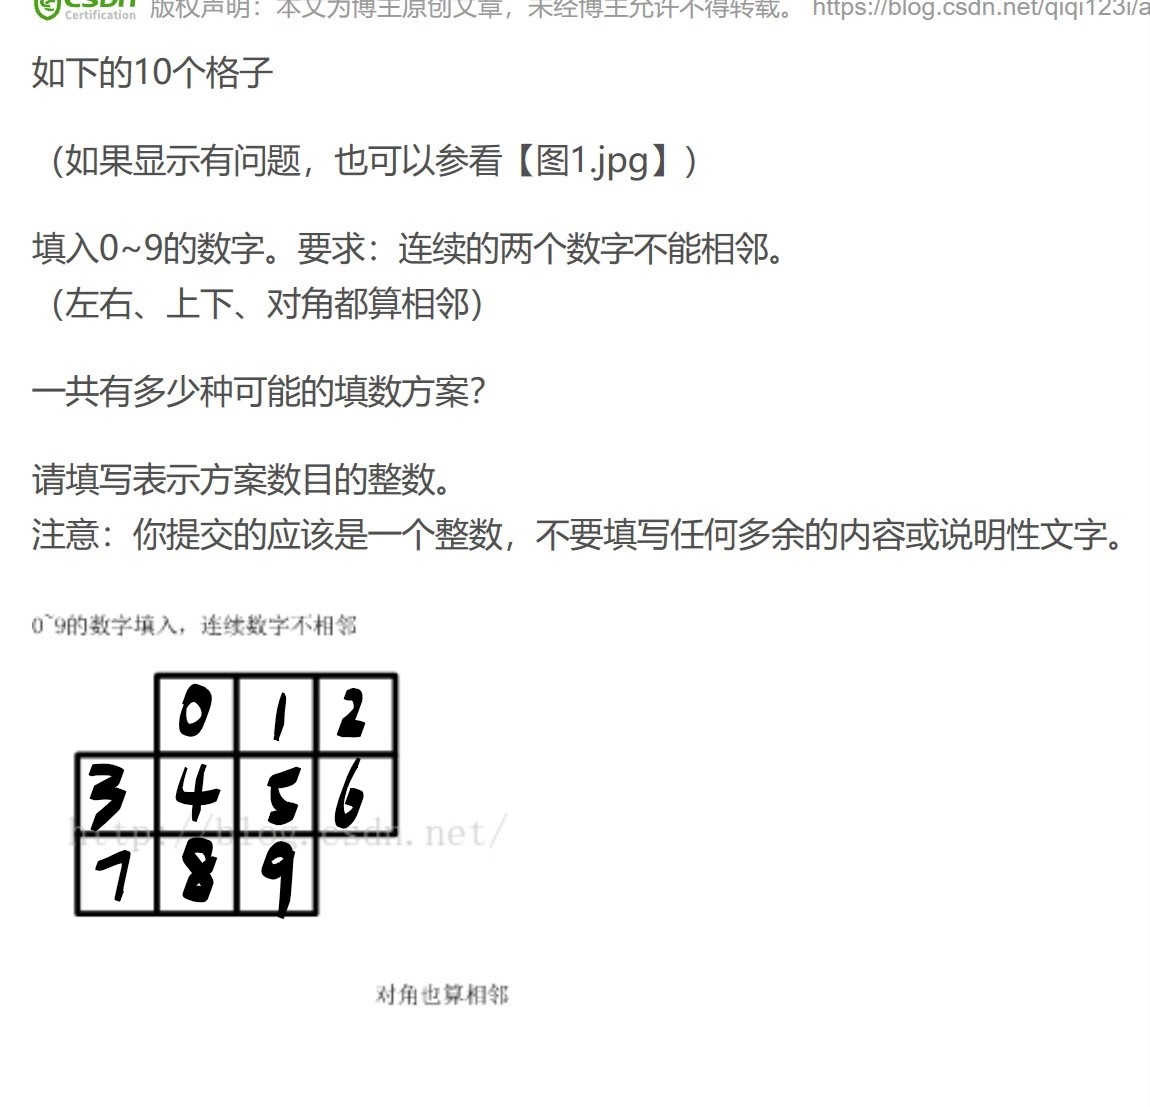 CSDN Certification 版权声明：本文为博主原创文章，未经博主允许不得转载。 https://blog.csdn.net/qiqi123i/a
如下的10个格子
（如果显示有问题，也可以参看【图1.jpg】）
填入0~9的数字。要求：连续的两个数字不能相邻。
（左右、上下、对角都算相邻）
一共有多少种可能的填数方案？
请填写表示方案数目的整数。
注意：你提交的应该是一个整数，不要填写任何多余的内容或说明性文字。
0~9的数字填入，连续数字不相邻
0 1 2
3 4 5 6
http://blog.csdn.net/
7 8 9
对角也算相邻